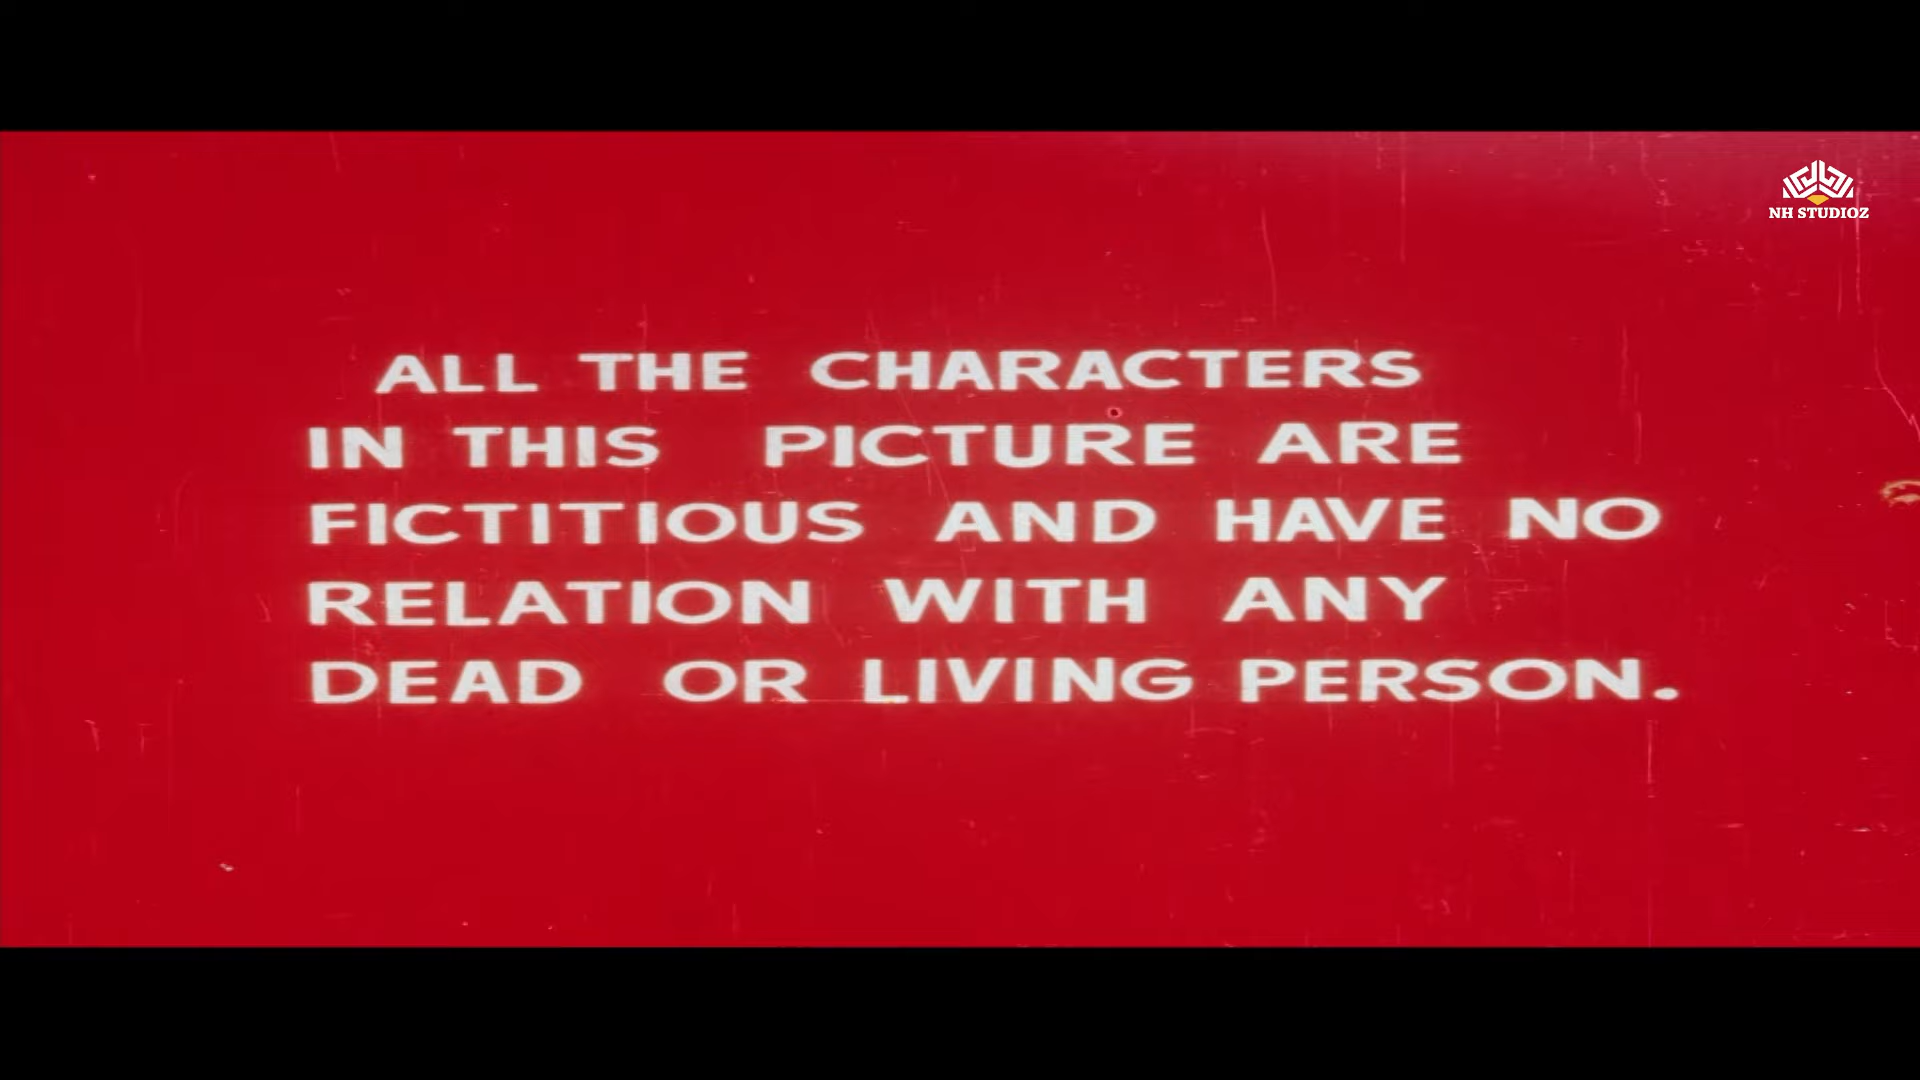 NH STUDIOZ
ALL THE CHARACTERS
IN THIS PICTURE ARE
FICTITIOUS AND HAVE NO
RELATION WITH ANY
DEAD OR LIVING PERSON.